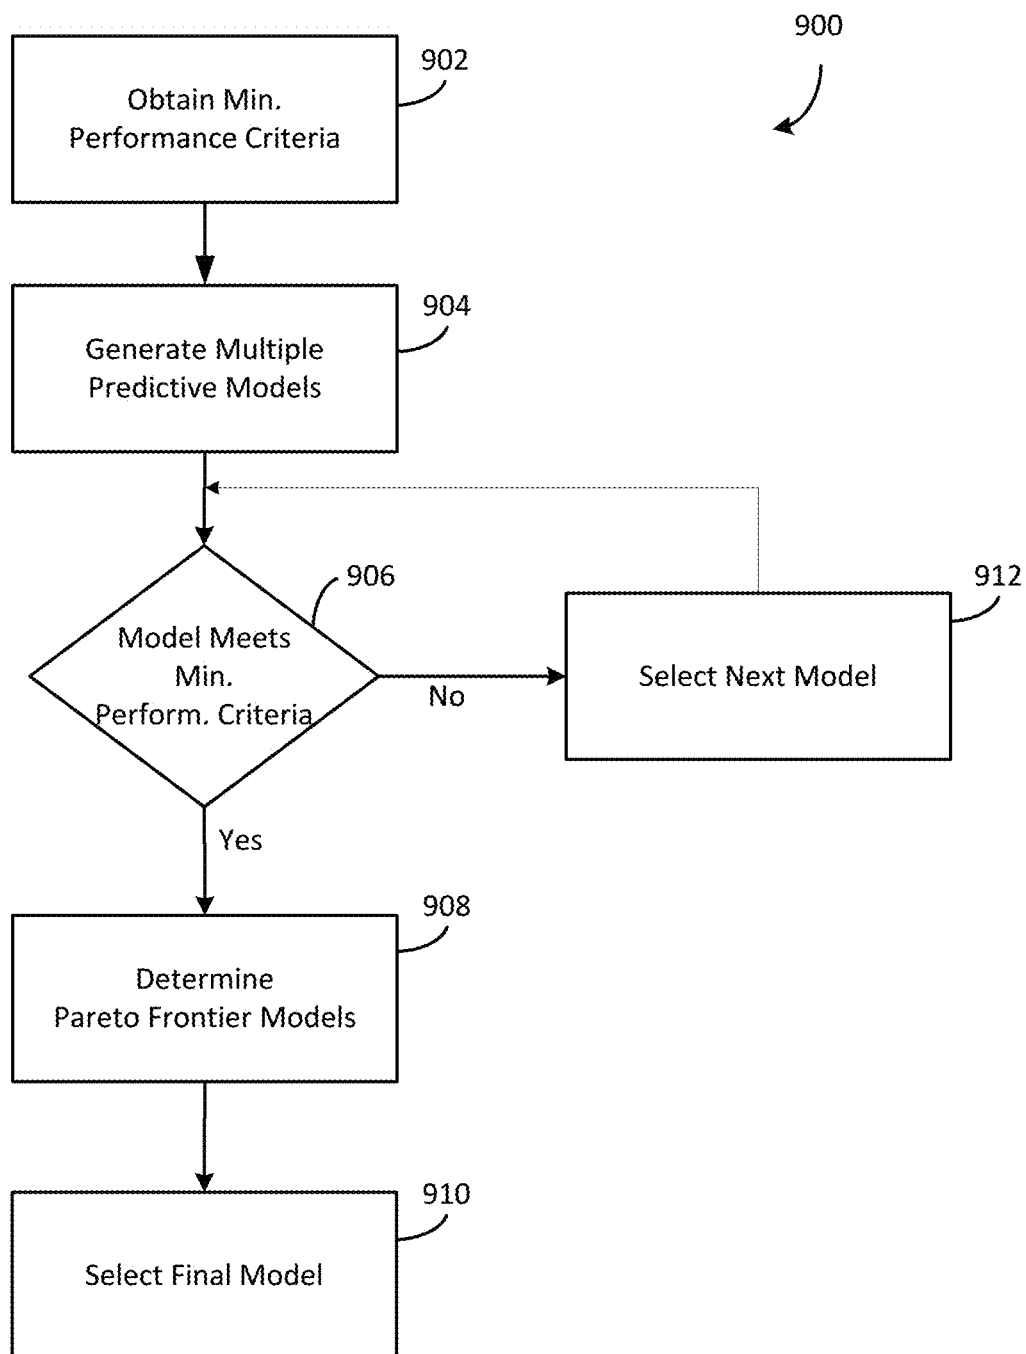 900
902
Obtain Min.
Performance Criteria
904
Generate Multiple
Predictive Models
906
Model Meets
Min.
Perform. Criteria
No
912
Select Next Model
Yes
908
Determine
Pareto Frontier Models
910
Select Final Model